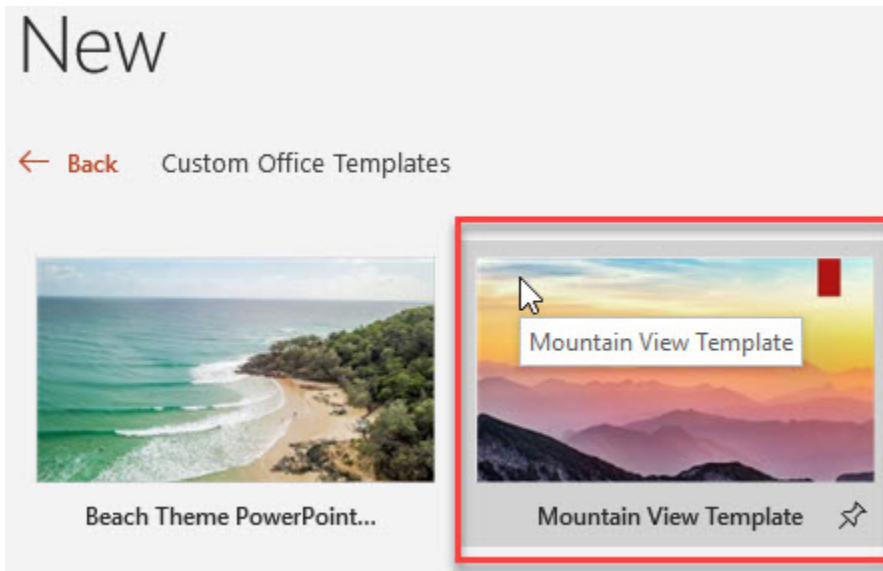 New
← Back Custom Office Templates
Mountain View Template
Beach Theme PowerPoint...
Mountain View Template